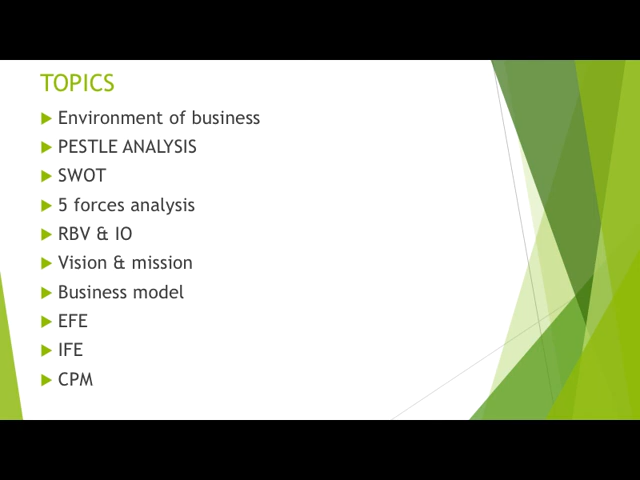 TOPICS
Environment of business
PESTLE ANALYSIS
SWOT
5 forces analysis
RBV & IO
Vision & mission
Business model
EFE
IFE
CPM